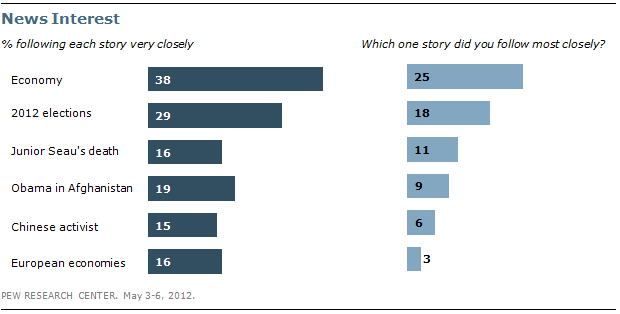 News Interest
% following each story very closely Which one story did you follow most closely?
Economy 38 25
2012 elections 29 18
Junior Seau's death 16 11
Obama in Afghanistan 19 9
Chinese activist 15 6
European economies 16 3
PEW RESEARCH CENTER. May 3-6, 2012.